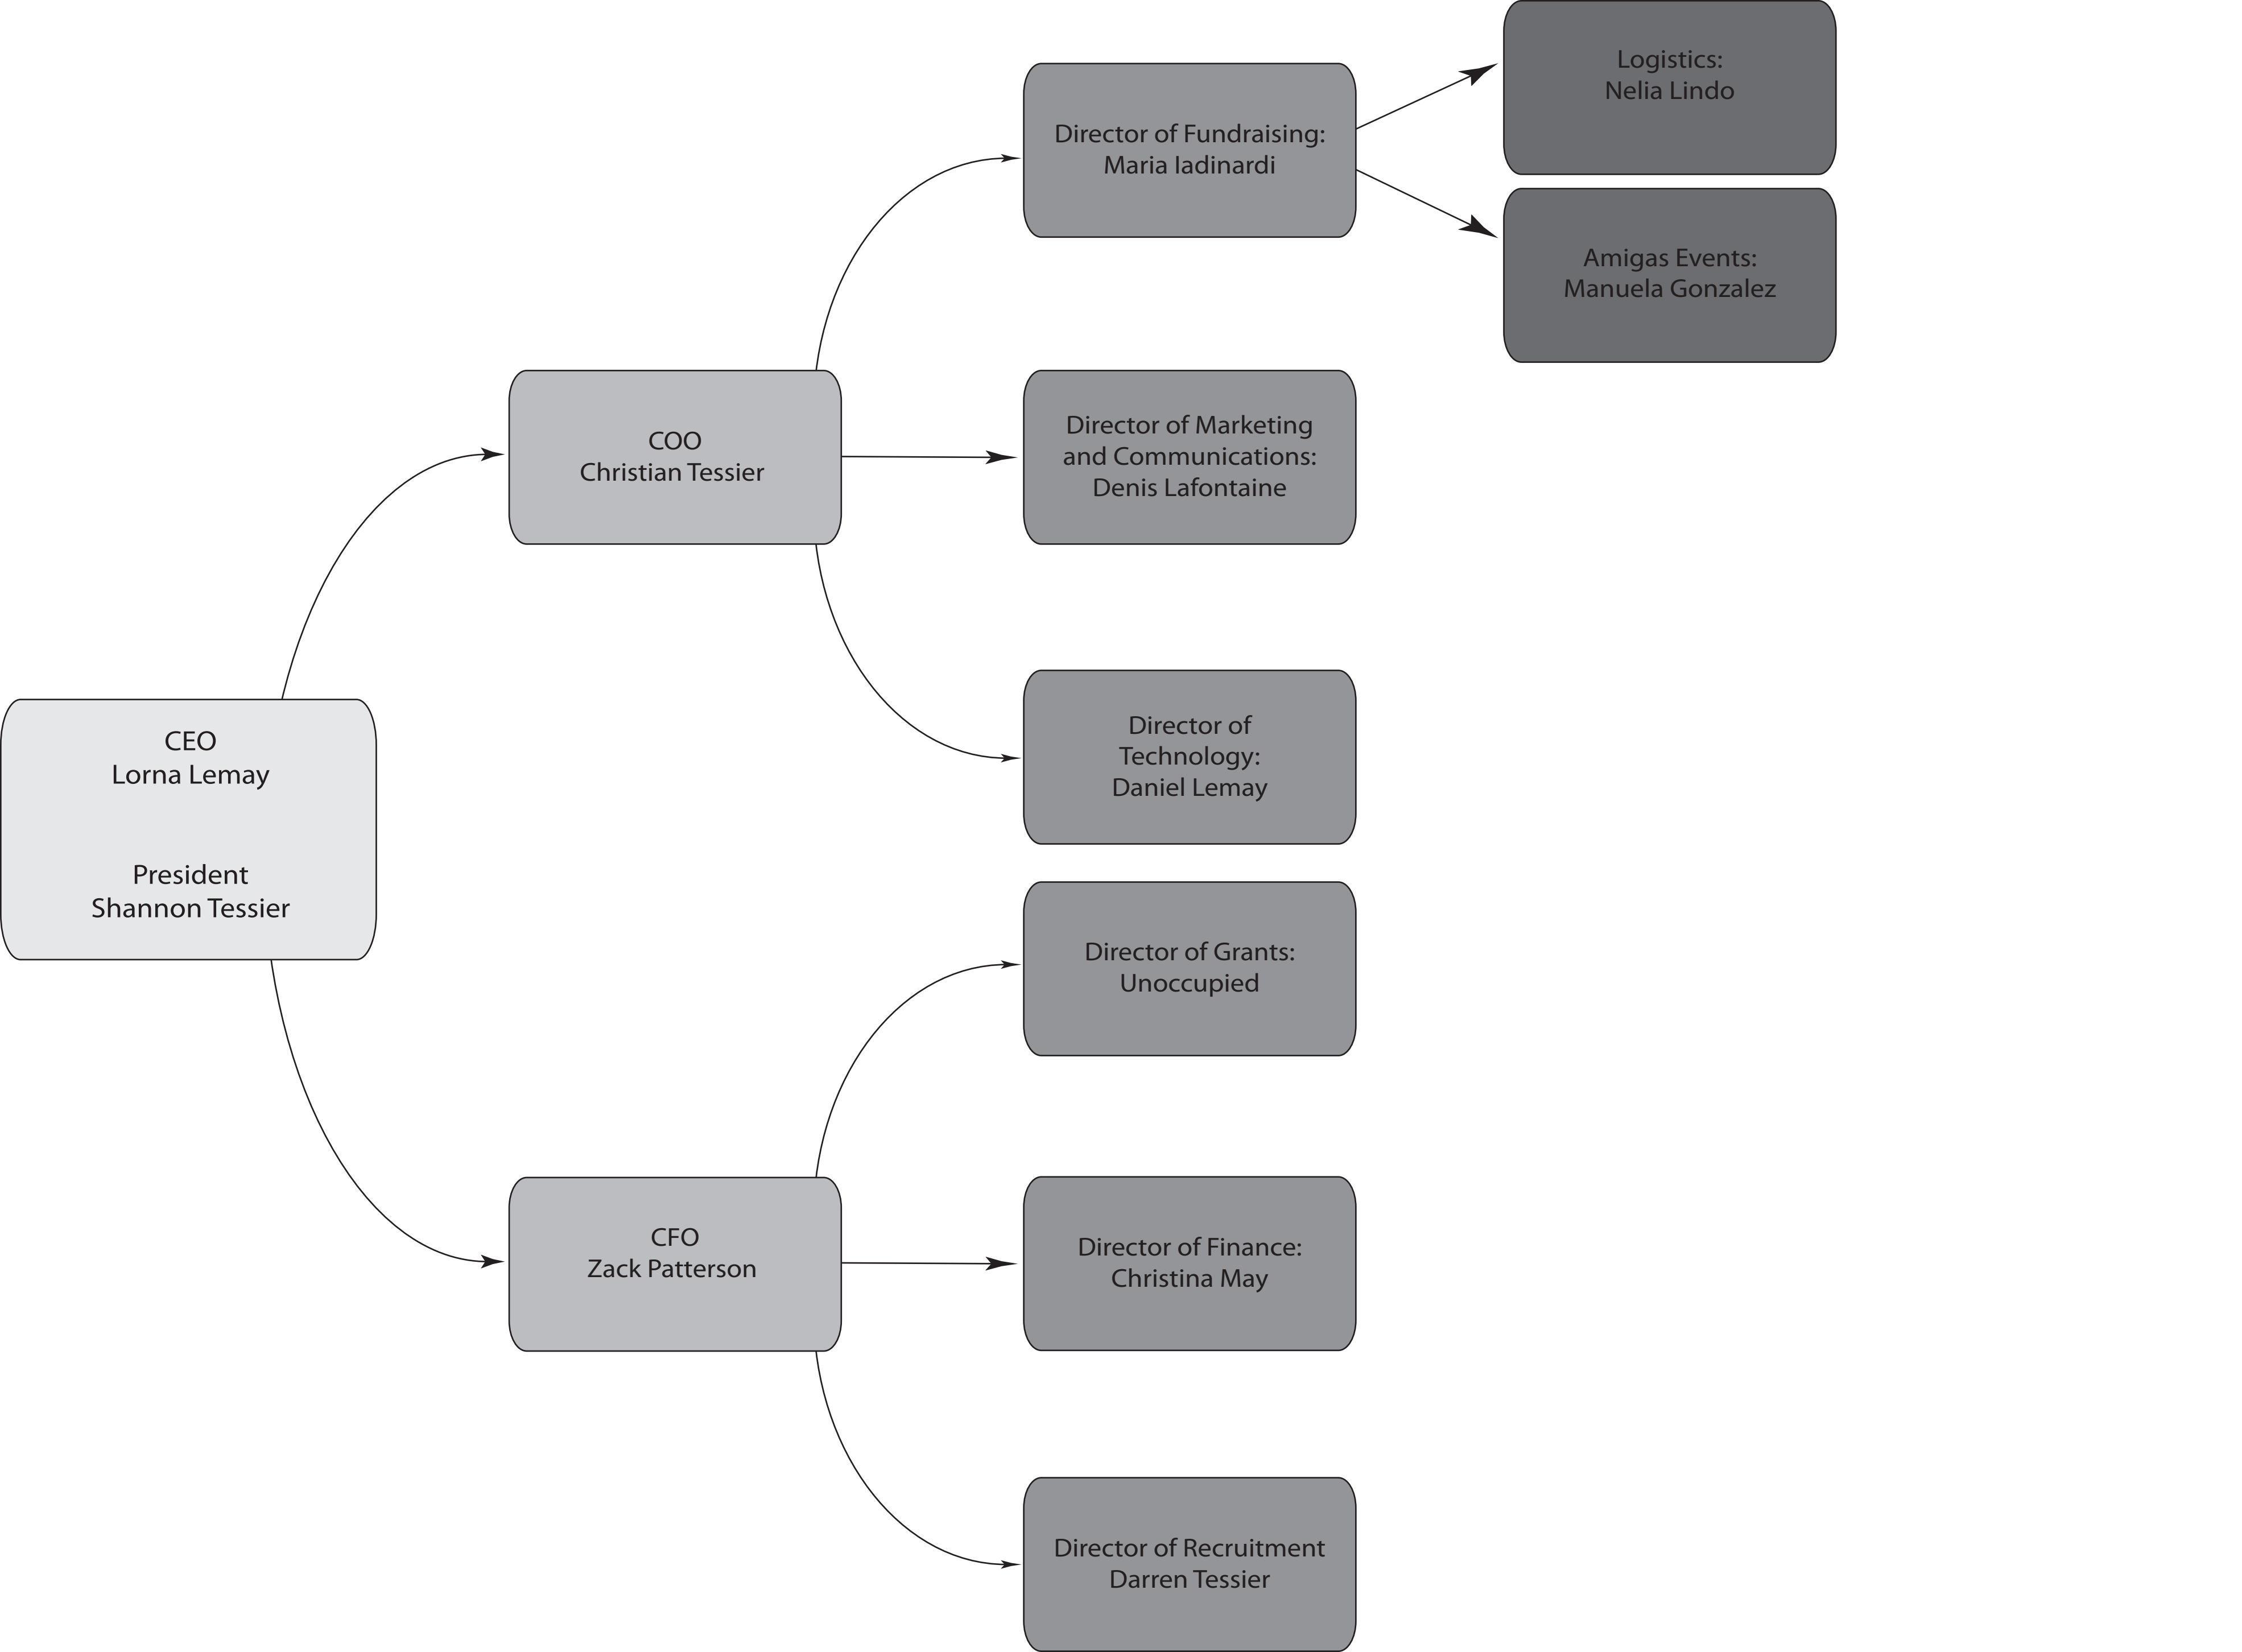 Logistics:
Nelia Lindo
Director of Fundraising:
Maria Iadinardi
Amigas Events:
Manuela Gonzalez
COO
Christian Tessier
Director of Marketing
and Communications:
Denis Lafontaine
Director of
Technology:
Daniel Lemay
CEO
Lorna Lemay
President
Shannon Tessier
Director of Grants:
Unoccupied
CFO
Zack Patterson
Director of Finance:
Christina May
Director of Recruitment
Darren Tessier